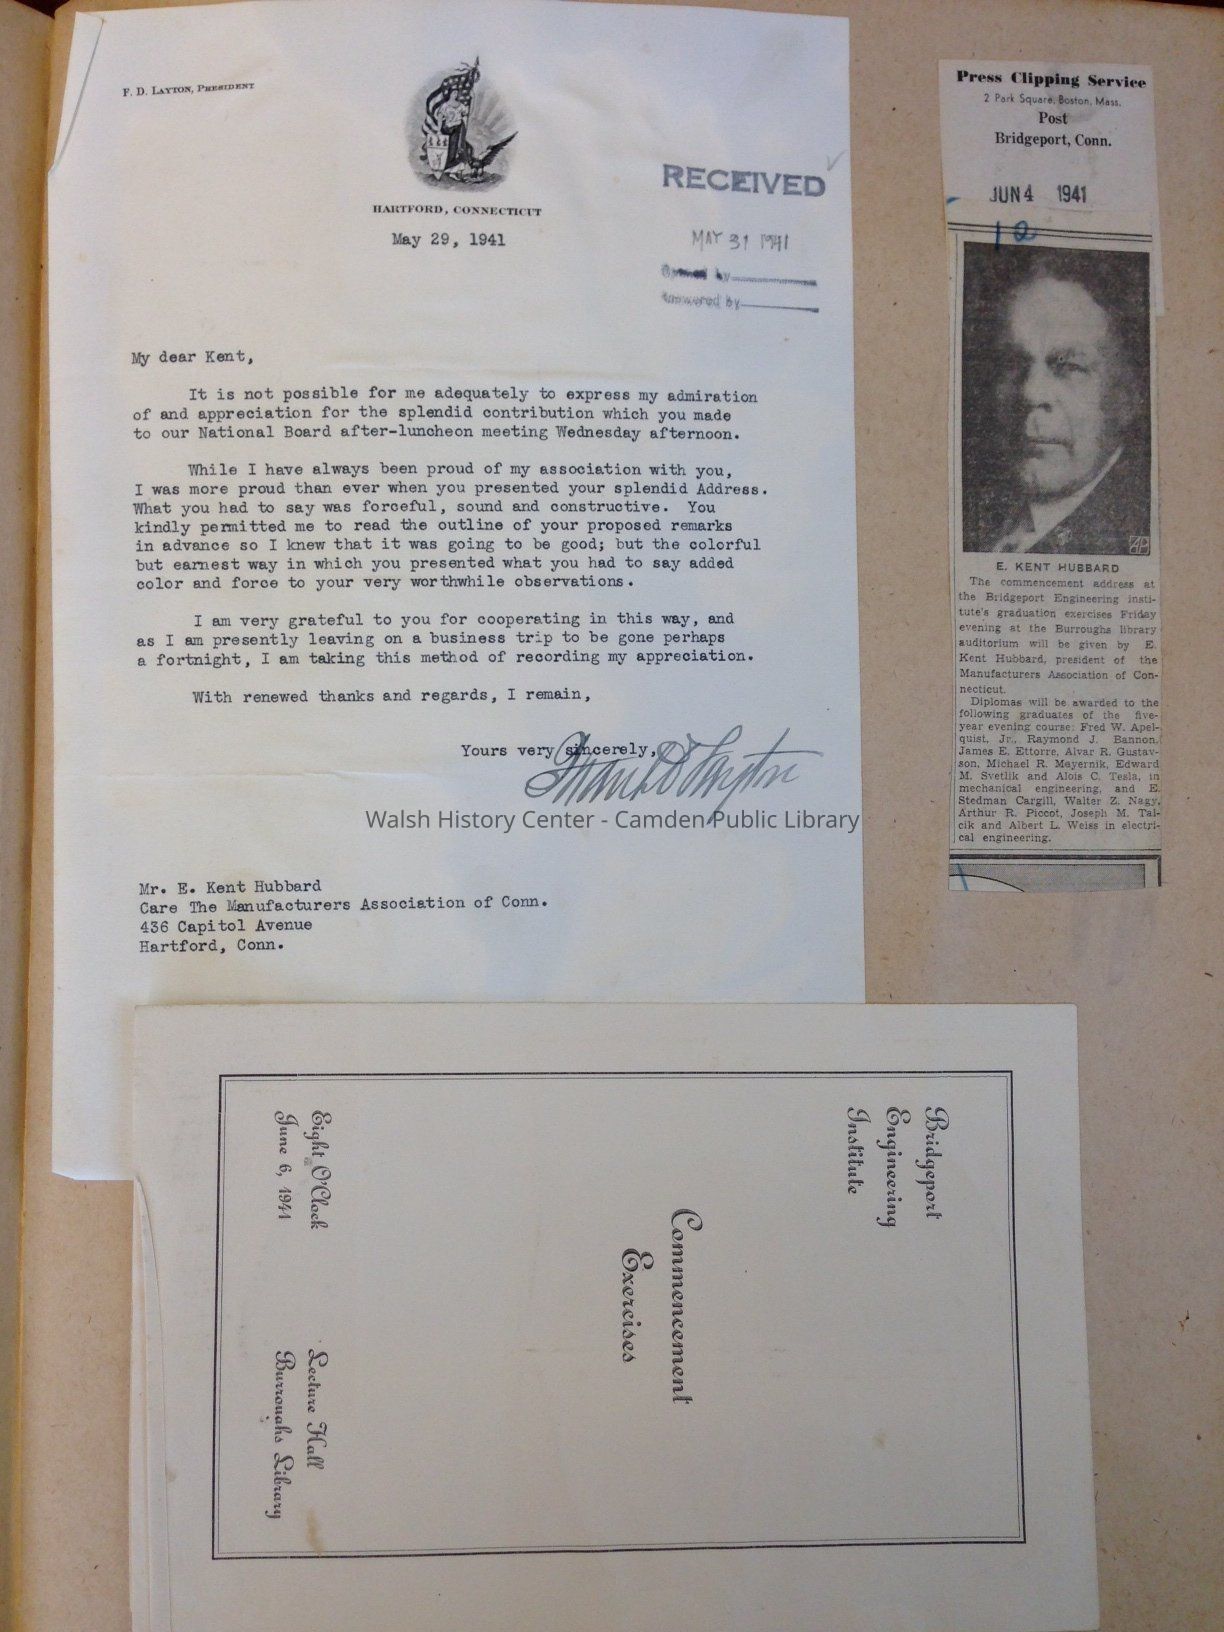 F. D. LAYTON, PRESIDENT
HARTFORD, CONNECTICUT
May 29, 1941
RECEIVED
MAY 31 1941
Opened by
Answered by
My dear Kent,
It is not possible for me adequately to express my admiration
of and appreciation for the splendid contribution which you made
to our National Board after-luncheon meeting Wednesday afternoon.
While I have always been proud of my association with you,
I was more proud than ever when you presented your splendid Address.
What you had to say was forceful, sound and constructive. You
kindly permitted me to read the outline of your proposed remarks
in advance so I knew that it was going to be good; but the colorful
but earnest way in which you presented what you had to say added
color and force to your very worthwhile observations.
I am very grateful to you for cooperating in this way, and
as I am presently leaving on a business trip to be gone perhaps
a fortnight, I am taking this method of recording my appreciation.
With renewed thanks and regards, I remain,
Yours very sincerely,
Frank D Layton
Walsh History Center - Camden Public Library
Mr. E. Kent Hubbard
Care The Manufacturers Association of Conn.
436 Capitol Avenue
Hartford, Conn.
Press Clipping Service
2 Park Square, Boston, Mass.
Post
Bridgeport, Conn.
JUN 4 1941
12
AP
E. KENT HUBBARD
The commencement address at
the Bridgeport Engineering insti-
tute's graduation exercises Friday
evening at the Burroughs library
auditorium will be given by E.
Kent Hubbard, president of the
Manufacturers Association of Con-
necticut.
Diplomas will be awarded to the
following graduates of the five-
year evening course: Fred W. Apel-
quist, Jr., Raymond J. Bannon,
James E. Ettorre, Alvar R. Gustav-
son, Michael R. Mayernik, Edward
M. Svetlik and Alois C. Tesla, in
mechanical engineering, and E.
Stedman Cargill, Walter Z. Nagy,
Arthur R. Piccot, Joseph M. Tal-
cik and Albert L. Weiss in electri-
cal engineering.
Bridgeport
Engineering
Institute
Commencement
Exercises
Eight O'Clock
June 6, 1941
Lecture Hall
Burroughs Library